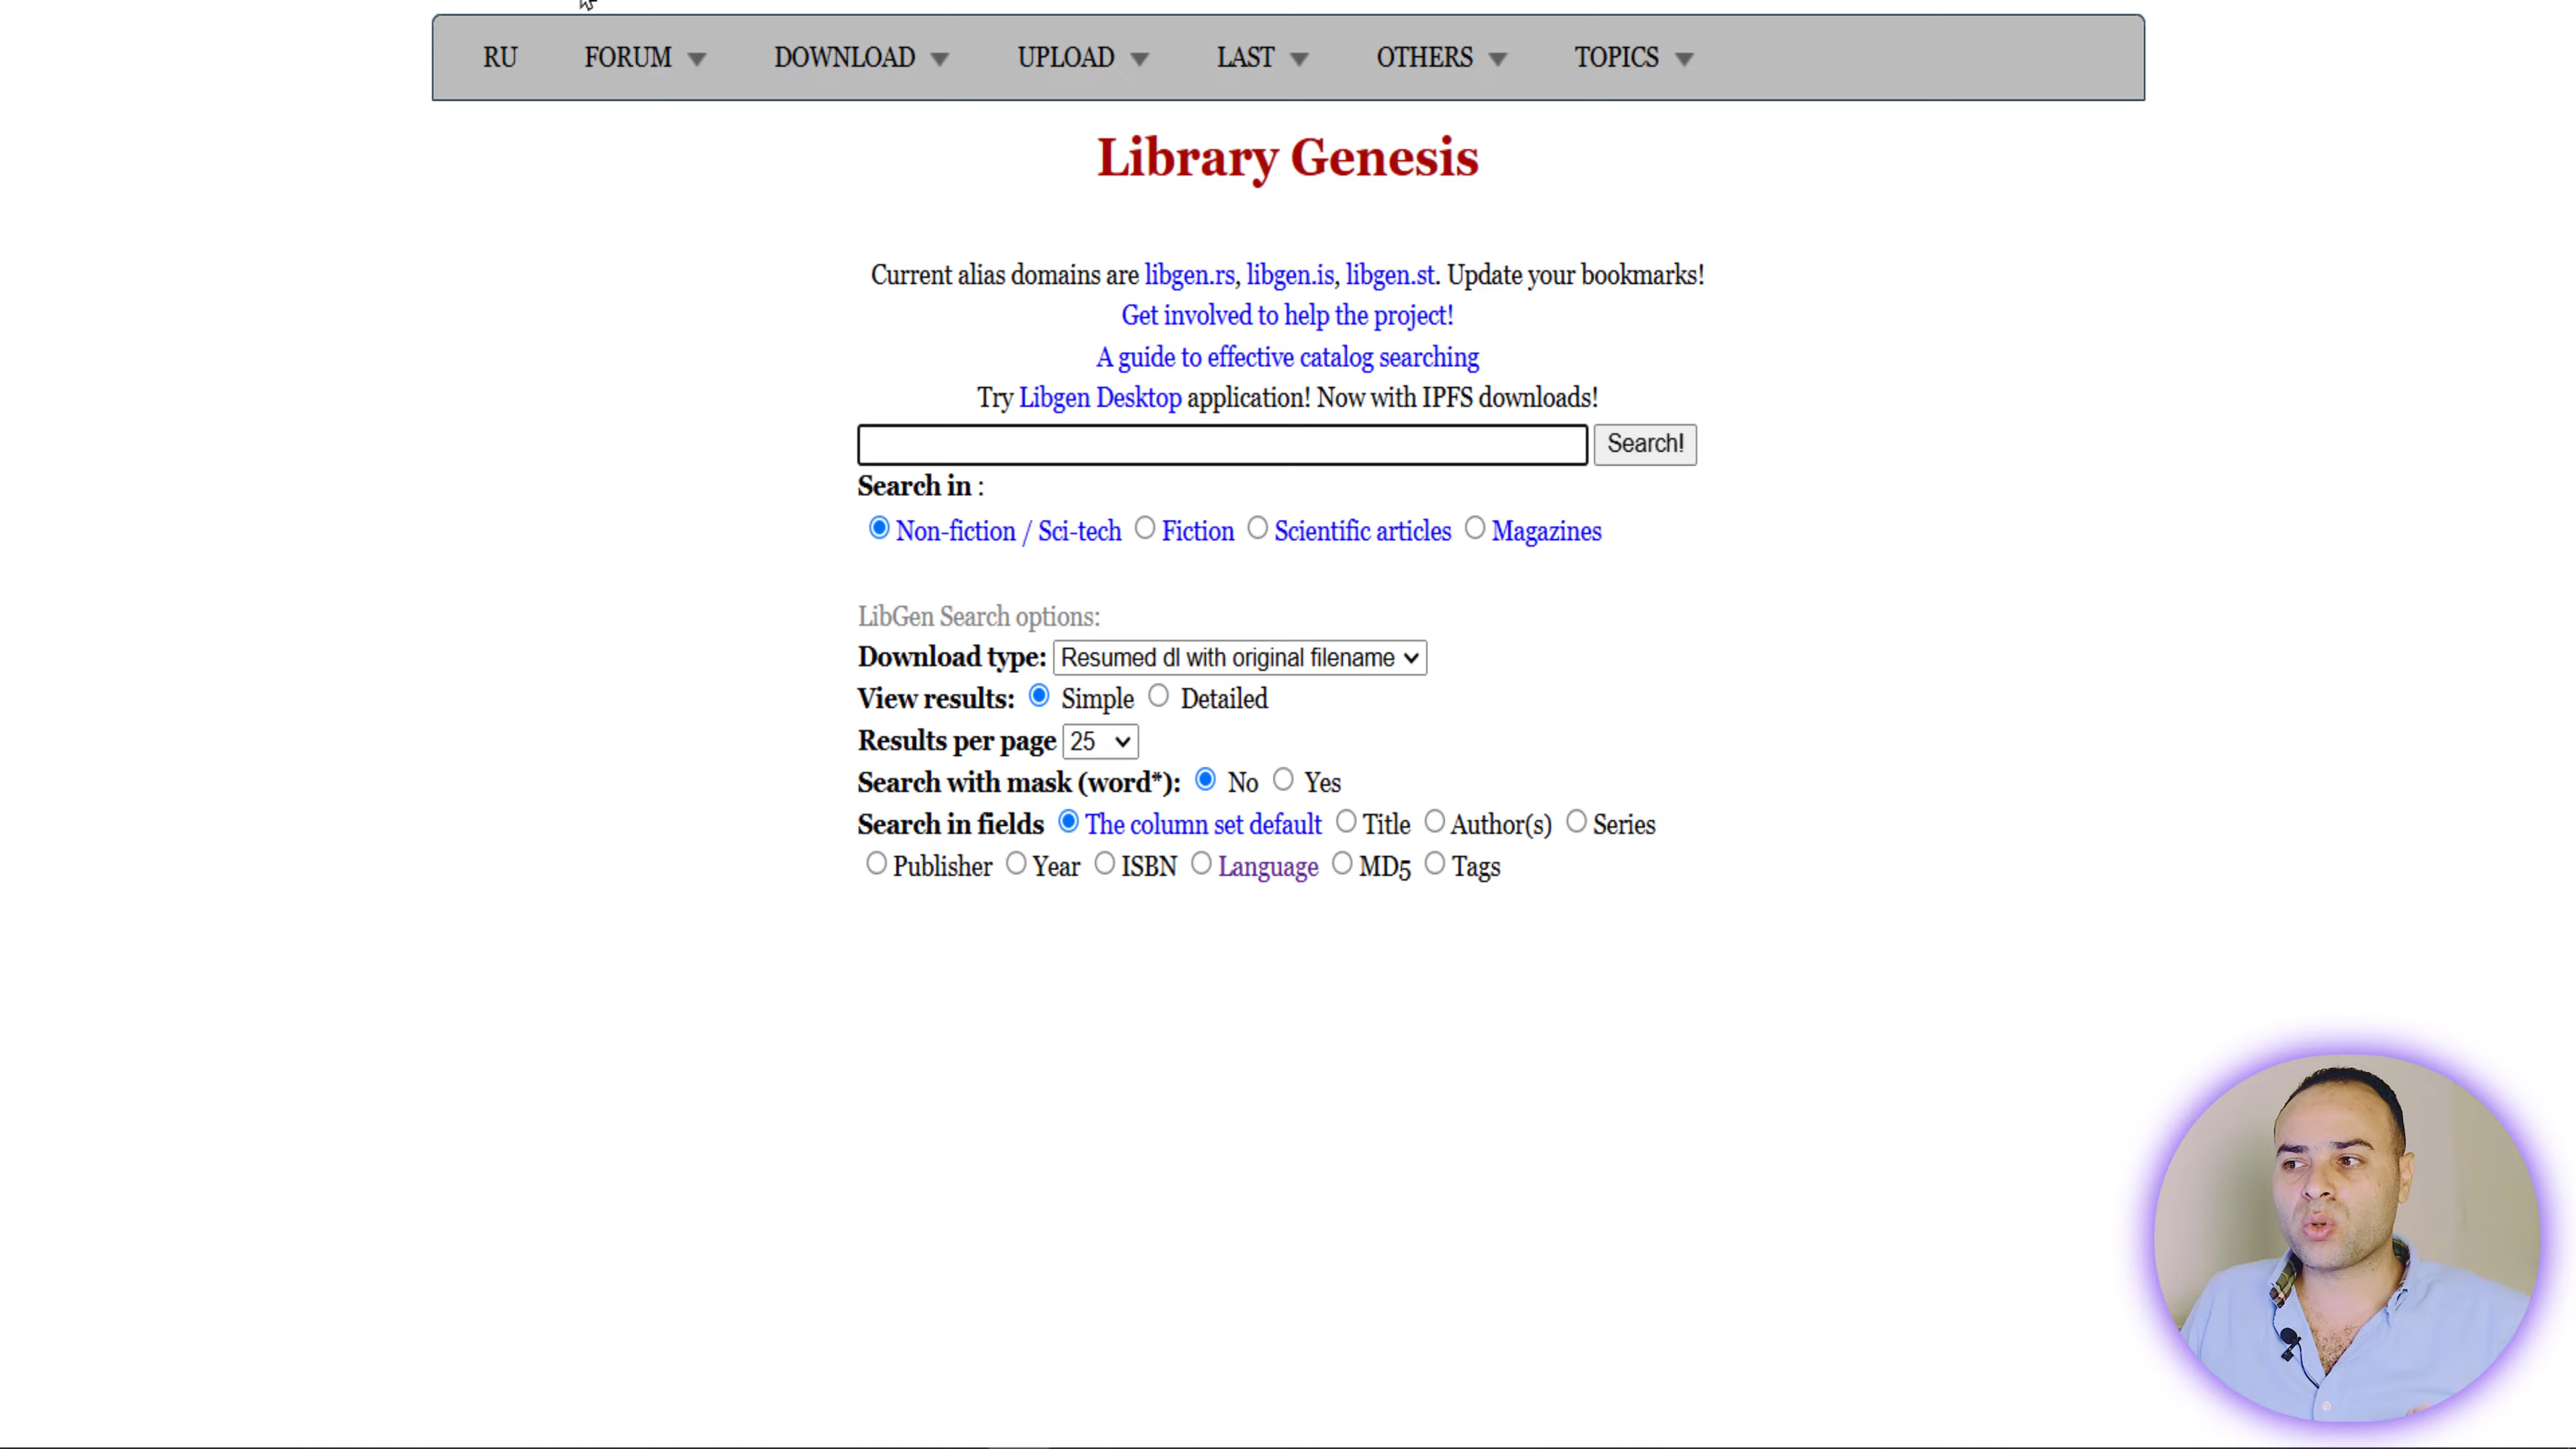 RU FORUM DOWNLOAD UPLOAD LAST OTHERS TOPICS
Library Genesis
Current alias domains are libgen.rs, libgen.is, libgen.st. Update your bookmarks!
Get involved to help the project!
A guide to effective catalog searching
Try Libgen Desktop application! Now with IPFS downloads!
Search!
Search in :
Non-fiction / Sci-tech Fiction Scientific articles Magazines
LibGen Search options:
Download type: Resumed dl with original filename
View results: Simple Detailed
Results per page 25
Search with mask (word*): No Yes
Search in fields The column set default Title Author(s) Series
Publisher Year ISBN Language MD5 Tags